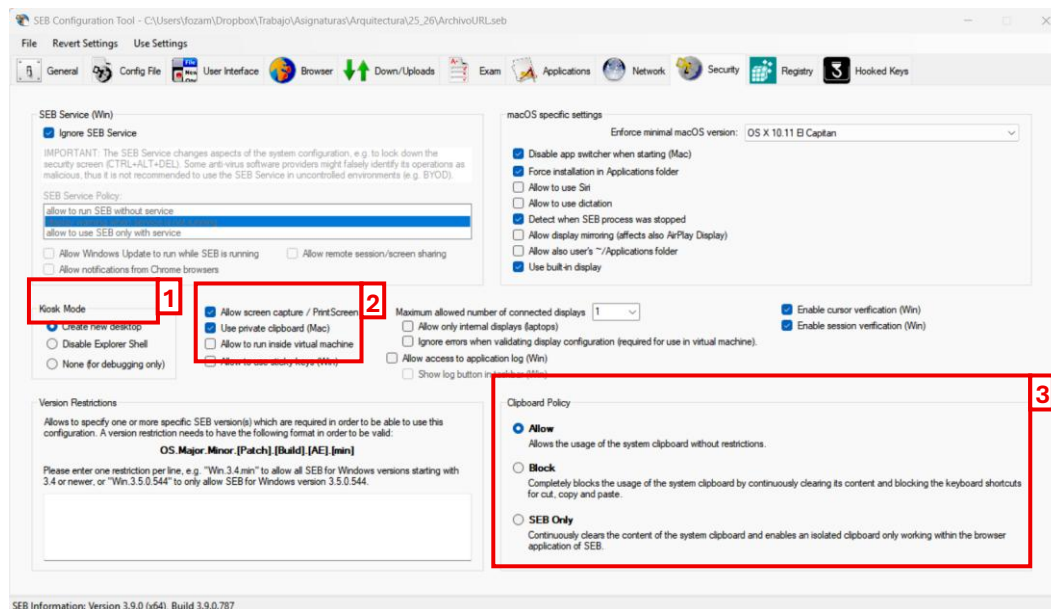 SEB Configuration Tool - C:\Users\fozam\Dropbox\Trabajo\Asignaturas\Arquitectura\25_26\ArchivoURL.seb
File Revert Settings Use Settings
General Config File User Interface Browser Down/Uploads Exam Applications Network Security Registry Hooked Keys
SEB Service (Win)
Ignore SEB Service
IMPORTANT: The SEB Service changes aspects of the system configuration, e.g. to lock down the
security screen (CTRL+ALT+DEL). Some anti-virus software providers might falsely identify its operations as
malicious, thus it is not recommended to use the SEB Service in uncontrolled environments (e.g. BYOD).
SEB Service Policy:
allow to run SEB without service
allow to use SEB only with service
Allow Windows Update to run while SEB is running
Allow remote session/screen sharing
Allow notifications from Chrome browsers
macOS specific settings
Enforce minimal macOS version: OS X 10.11 El Capitan
Disable app switcher when starting (Mac)
Force installation in Applications folder
Allow to use Siri
Allow to use dictation
Detect when SEB process was stopped
Allow display mirroring (affects also AirPlay Display)
Allow also user's ~/Applications folder
Use built-in display
1
Kiosk Mode
Create new desktop
Disable Explorer Shell
None (for debugging only)
2
Allow screen capture / PrintScreen
Use private clipboard (Mac)
Allow to run inside virtual machine
Allow to use sticky keys (Win)
Maximum allowed number of connected displays 1
Allow only internal displays (laptops)
Ignore errors when validating display configuration (required for use in virtual machine).
Allow access to application log (Win)
Show log button in taskbar (Win)
Enable cursor verification (Win)
Enable session verification (Win)
Version Restrictions
Allows to specify one or more specific SEB version(s) which are required in order to be able to use this
configuration. A version restriction needs to have the following format in order to be valid:
OS.Major.Minor.[Patch].[Build].[AE].[min]
Please enter one restriction per line, e.g. "Win.3.4.min" to allow all SEB for Windows versions starting with
3.4 or newer, or "Win.3.5.0.544" to only allow SEB for Windows version 3.5.0.544.
3
Clipboard Policy
Allow
Allows the usage of the system clipboard without restrictions.
Block
Completely blocks the usage of the system clipboard by continuously clearing its content and blocking the keyboard shortcuts
for cut, copy and paste.
SEB Only
Continuously clears the content of the system clipboard and enables an isolated clipboard only working within the browser
application of SEB.
SEB Information: Version 3.9.0 (x64), Build 3.9.0.787